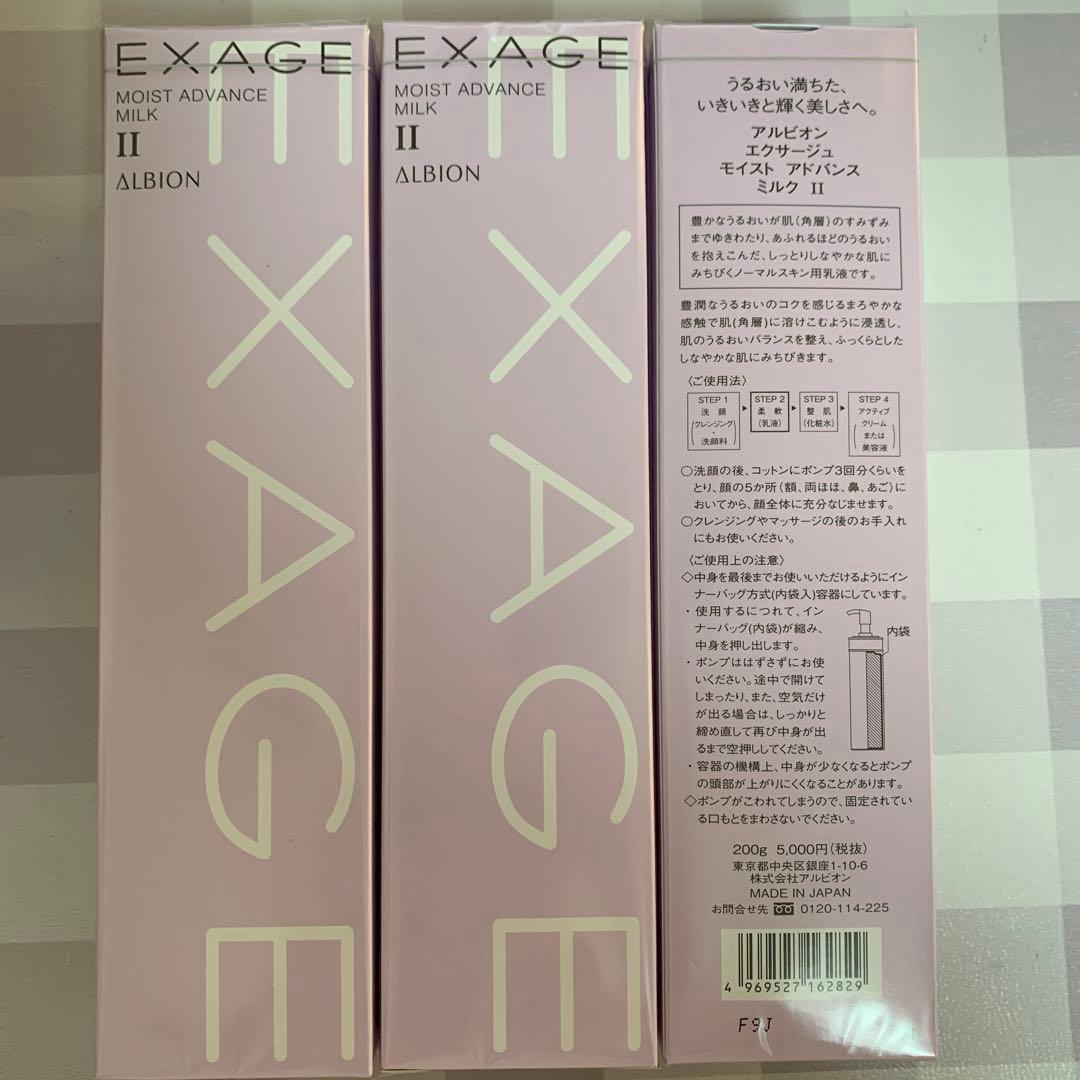 EXAGE
MOIST ADVANCE
MILK
II
ALBION
EXAGE
EXAGE
MOIST ADVANCE
MILK
II
ALBION
EXAGE
うるおい満ちた、
いきいきと輝く美しさへ。
アルビオン
エクサージュ
モイスト アドバンス
ミルク II
豊かなうるおいが肌(角層)のすみずみ
までゆきわたり、あふれるほどのうるおい
を抱えこんだ、しっとりしなやかな肌に
みちびくノーマルスキン用乳液です。
豊潤なうるおいのコクを感じるまろやかな
感触で肌(角層)に溶けこむように浸透し、
肌のうるおいバランスを整え、ふっくらとした
しなやかな肌にみちびきます。
〈ご使用法〉
STEP 1
洗顔
(クレンジング・洗顔料)
STEP 2
柔軟
(乳液)
STEP 3
整肌
(化粧水)
STEP 4
アクティブ
クリーム
または
美容液
○洗顔の後、コットンにポンプ3回分くらいを
とり、顔の5か所(額、両ほほ、鼻、あご)に
おいてから、顔全体に充分なじませます。
○クレンジングやマッサージの後のお手入れ
にもお使いください。
〈ご使用上の注意〉
◇中身を最後までお使いいただけるようにイン
ナーバッグ方式(内袋入)容器にしています。
・使用するにつれて、イン
ナーバッグ(内袋)が縮み、
中身を押し出します。
内袋
・ポンプははずさずにお使
いください。途中で開けて
しまったり、また、空気だけ
が出る場合は、しっかりと
締め直して再び中身が出
るまで空押ししてください。
・容器の機構上、中身が少なくなるとポンプ
の頭部が上がりにくくなることがあります。
◇ポンプがこわれてしまうので、固定されてい
る口もとをまわさないでください。
200g 5,000円(税抜)
東京都中央区銀座1-10-6
株式会社アルビオン
MADE IN JAPAN
お問合せ先 0120-114-225
4 969527 162829
F9J